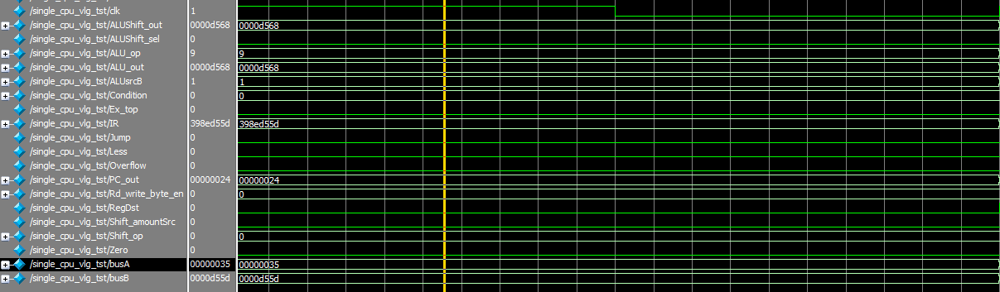 /single_cpu_vlg_tst/clk 1
/single_cpu_vlg_tst/ALUShift_out 0000d568 0000d568
/single_cpu_vlg_tst/ALUShift_sel 0
/single_cpu_vlg_tst/ALU_op 9 9
/single_cpu_vlg_tst/ALU_out 0000d568 0000d568
/single_cpu_vlg_tst/ALUsrcB 1 1
/single_cpu_vlg_tst/Condition 0 0
/single_cpu_vlg_tst/Ex_top 0
/single_cpu_vlg_tst/IR 398ed55d 398ed55d
/single_cpu_vlg_tst/Jump 0
/single_cpu_vlg_tst/Less 0
/single_cpu_vlg_tst/Overflow 0
/single_cpu_vlg_tst/PC_out 00000024 00000024
/single_cpu_vlg_tst/Rd_write_byte_en 0 0
/single_cpu_vlg_tst/RegDst 0
/single_cpu_vlg_tst/Shift_amountSrc 0
/single_cpu_vlg_tst/Shift_op 0 0
/single_cpu_vlg_tst/Zero 0
/single_cpu_vlg_tst/busA 00000035 00000035
/single_cpu_vlg_tst/busB 0000d55d 0000d55d